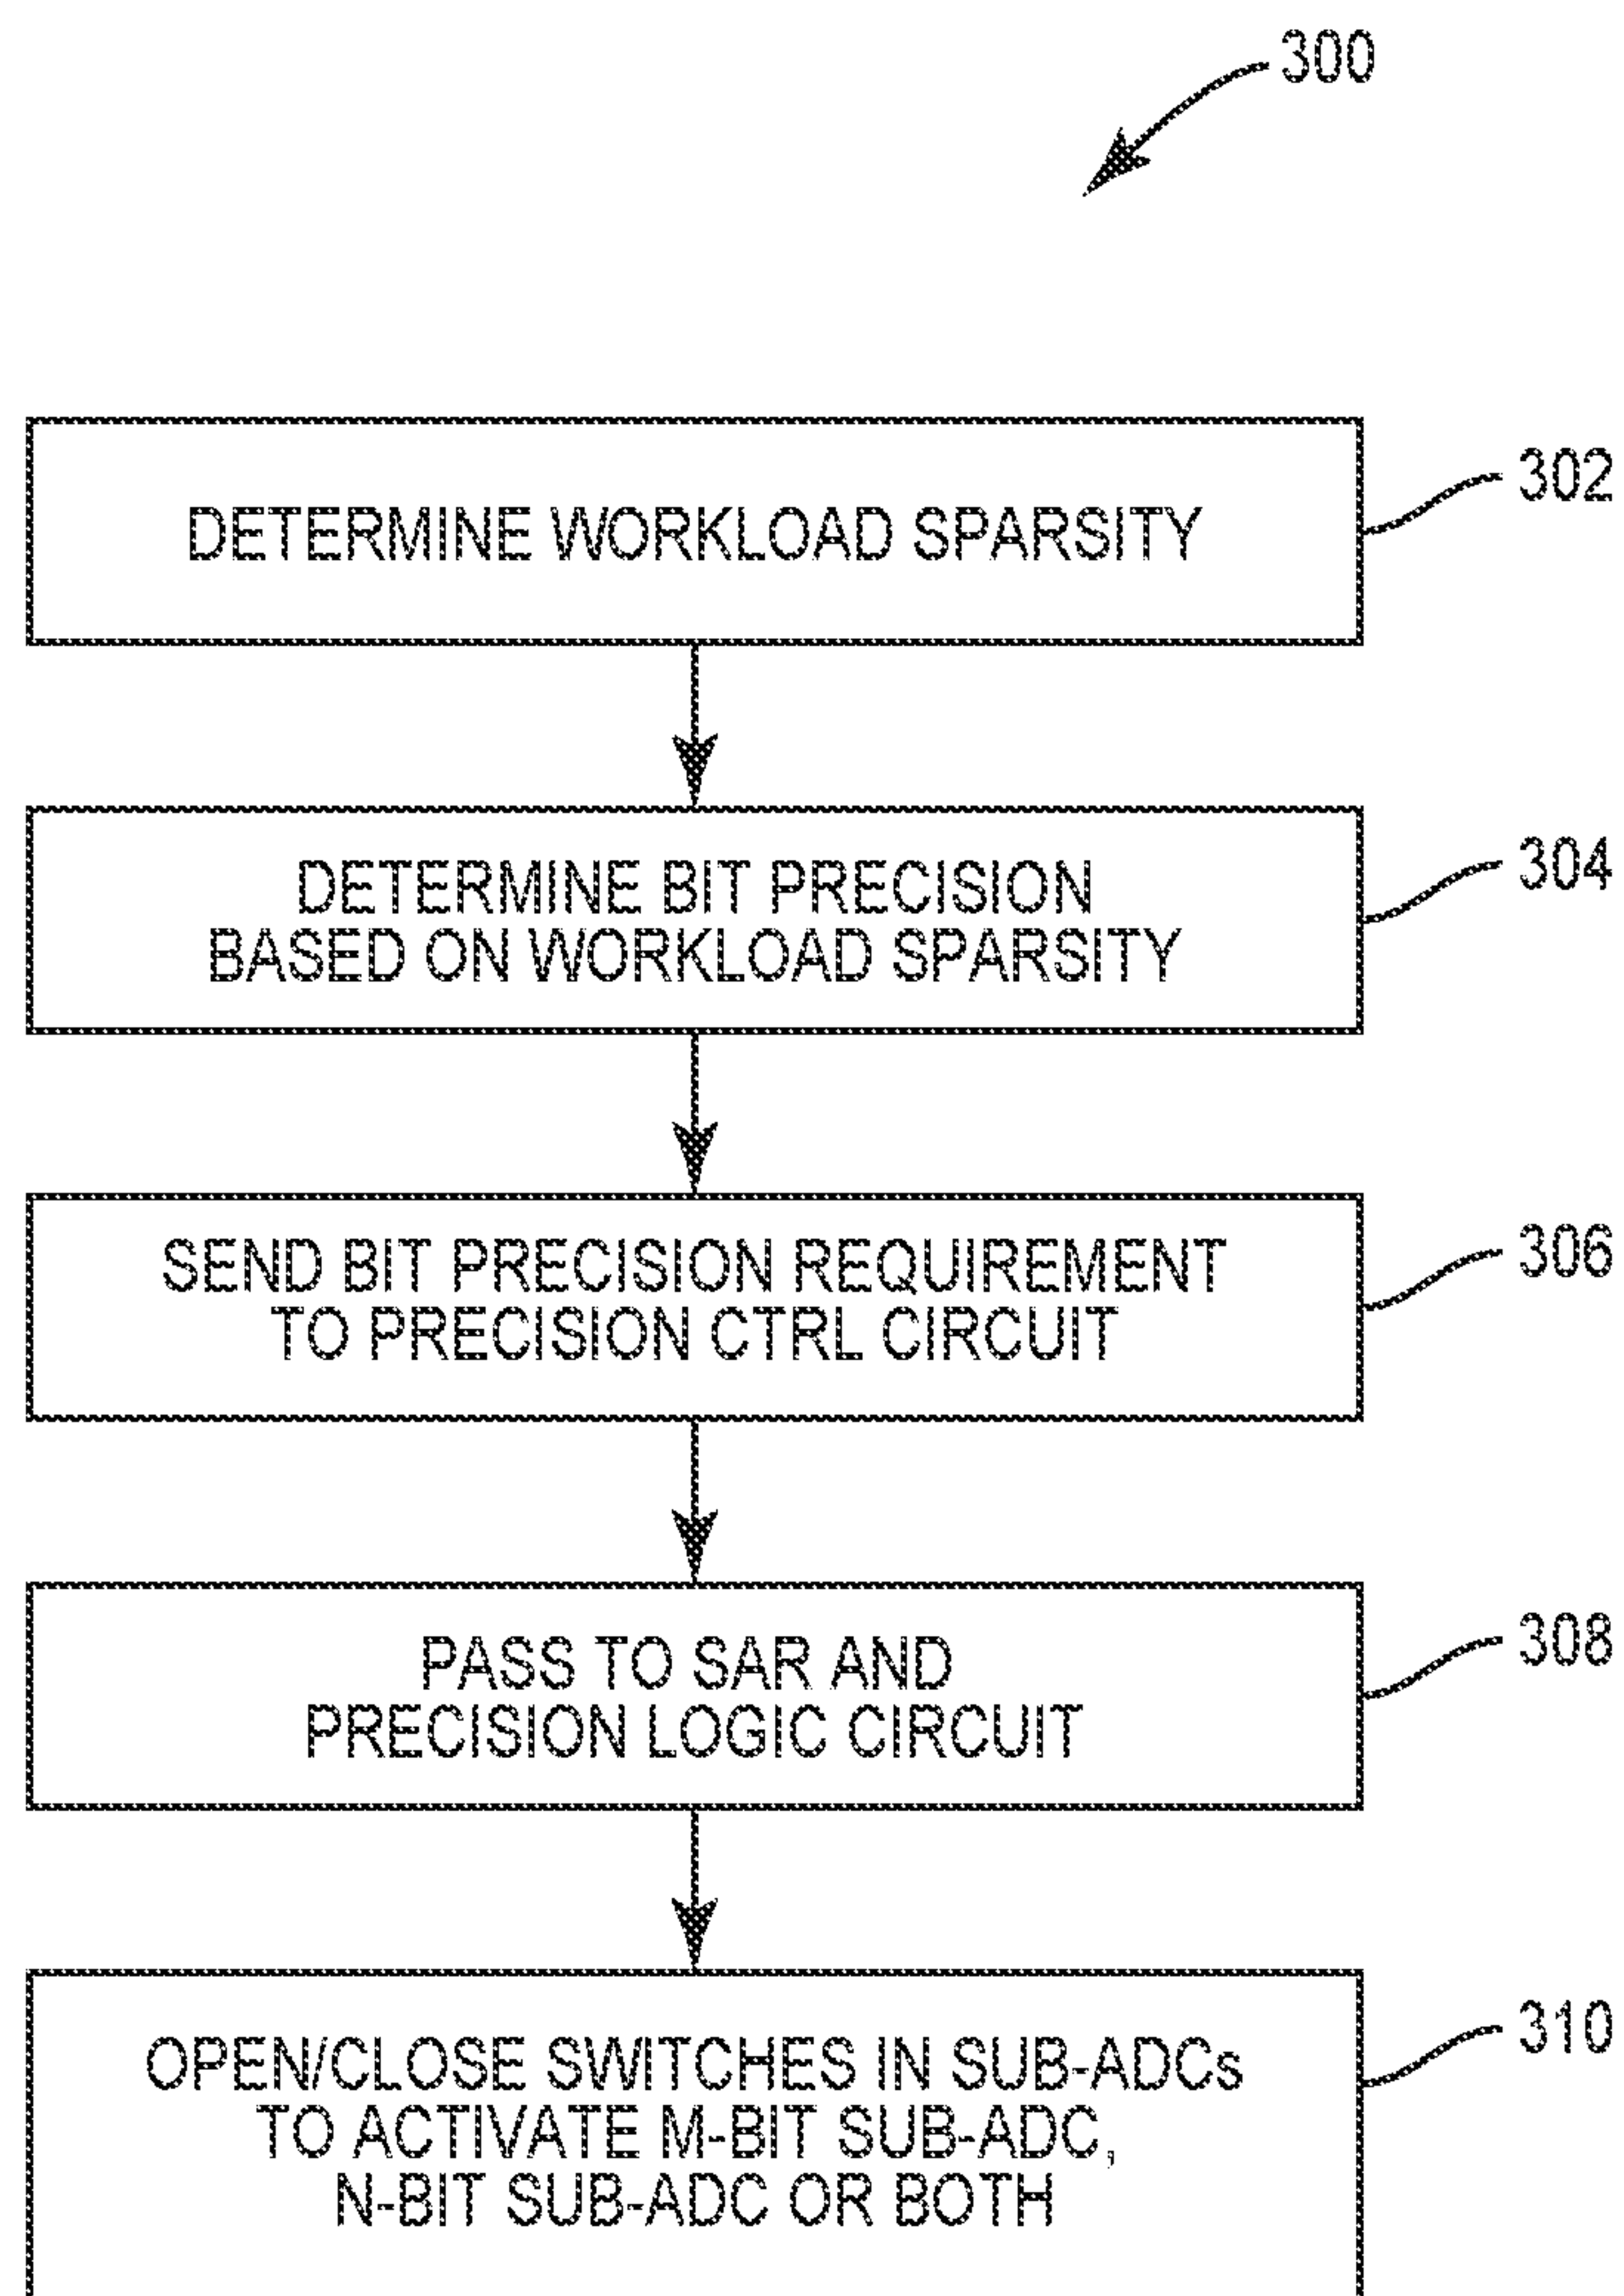 300
DETERMINE WORKLOAD SPARSITY
302
DETERMINE BIT PRECISION
BASED ON WORKLOAD SPARSITY
304
SEND BIT PRECISION REQUIREMENT
TO PRECISION CTRL CIRCUIT
306
PASS TO SAR AND
PRECISION LOGIC CIRCUIT
308
OPEN/CLOSE SWITCHES IN SUB-ADCs
TO ACTIVATE M-BIT SUB-ADC,
N-BIT SUB-ADC OR BOTH
310